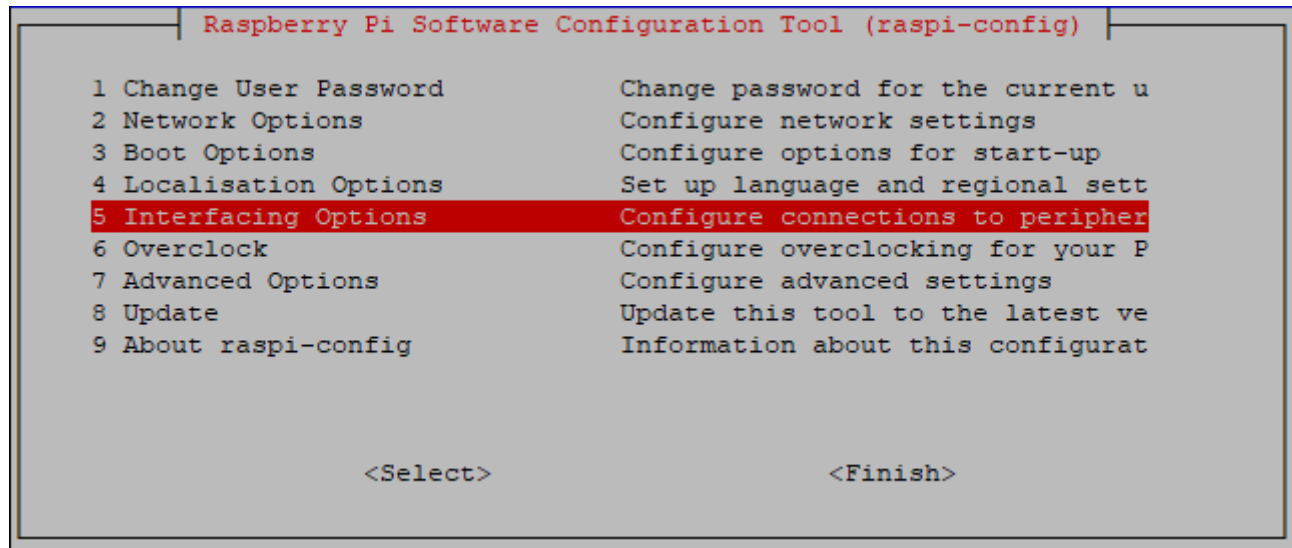 Raspberry Pi Software Configuration Tool (raspi-config)
1 Change User Password Change password for the current u
2 Network Options Configure network settings
3 Boot Options Configure options for start-up
4 Localisation Options Set up language and regional sett
5 Interfacing Options Configure connections to peripher
6 Overclock Configure overclocking for your P
7 Advanced Options Configure advanced settings
8 Update Update this tool to the latest ve
9 About raspi-config Information about this configurat
<Select> <Finish>